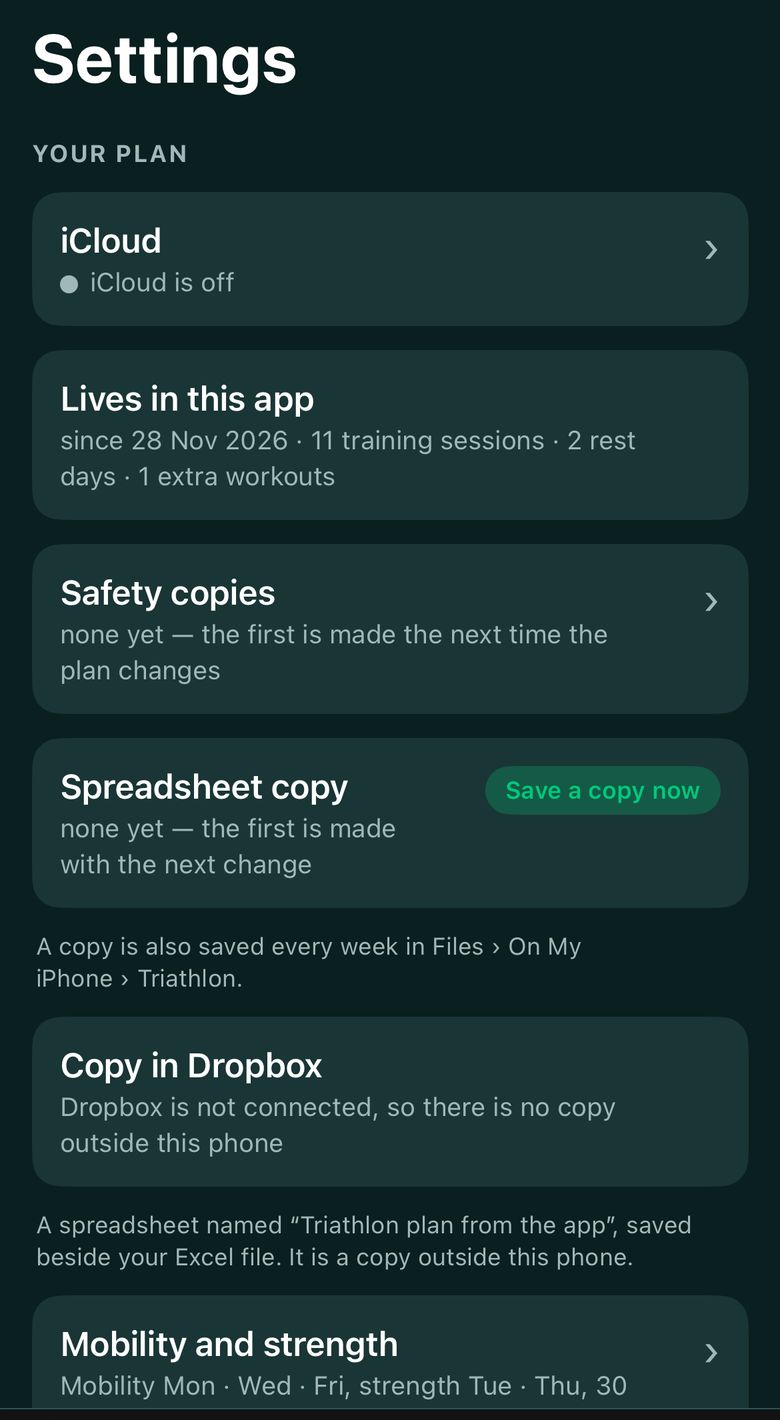 Settings
YOUR PLAN
iCloud
iCloud is off
Lives in this app
since 28 Nov 2026 · 11 training sessions · 2 rest
days · 1 extra workouts
Safety copies
none yet — the first is made the next time the
plan changes
Spreadsheet copy
Save a copy now
none yet — the first is made
with the next change
A copy is also saved every week in Files › On My
iPhone › Triathlon.
Copy in Dropbox
Dropbox is not connected, so there is no copy
outside this phone
A spreadsheet named “Triathlon plan from the app”, saved
beside your Excel file. It is a copy outside this phone.
Mobility and strength
Mobility Mon · Wed · Fri, strength Tue · Thu, 30